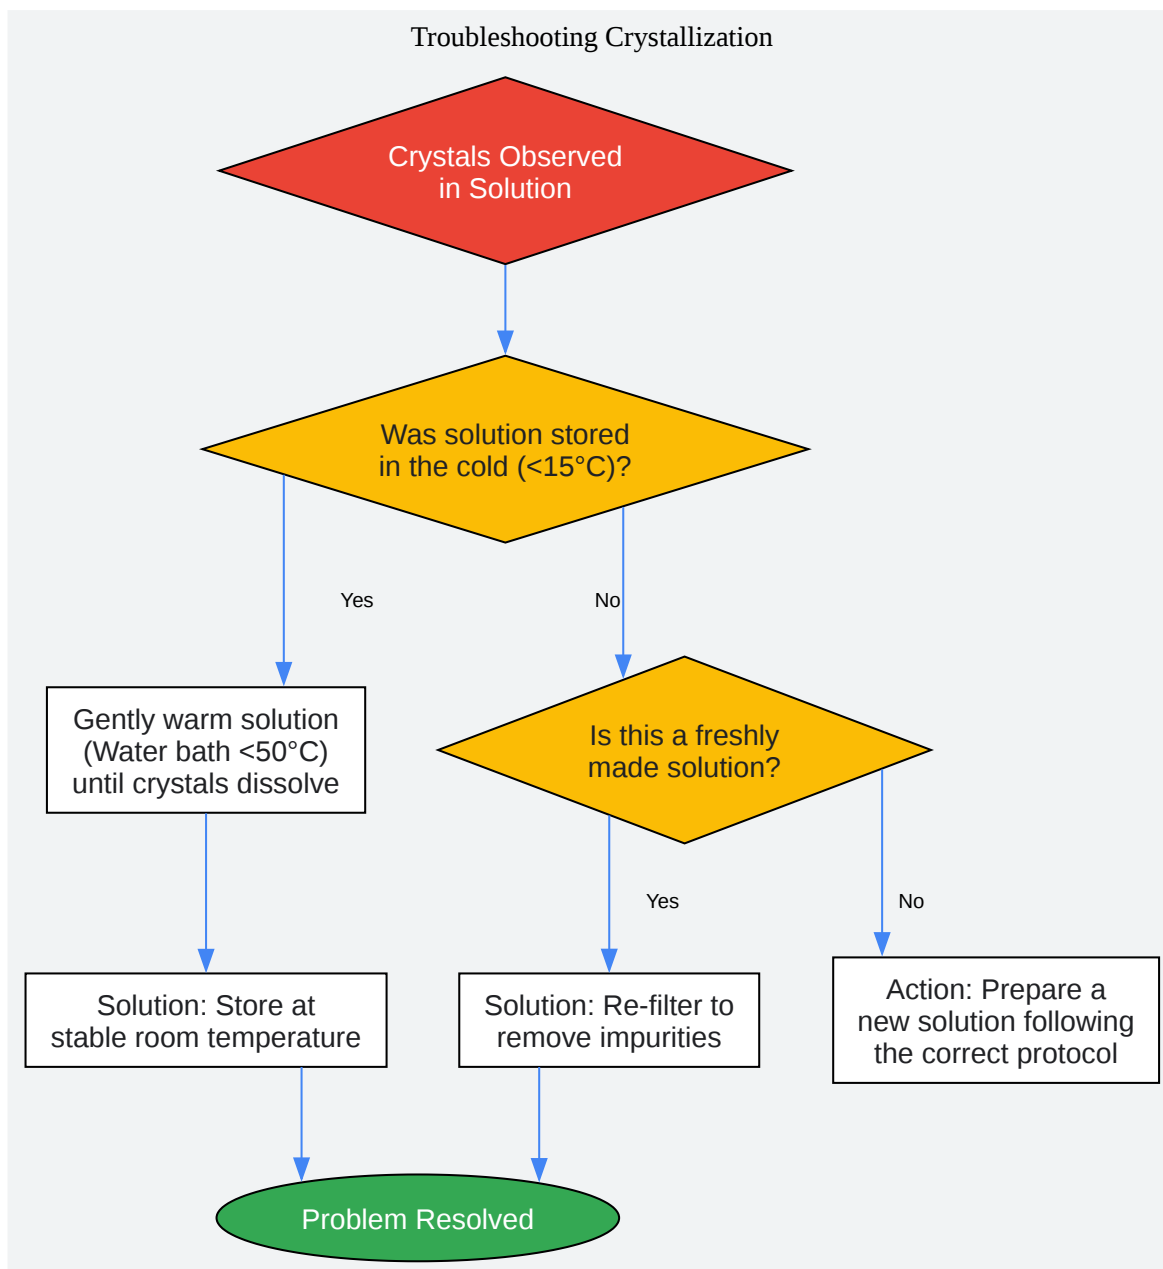 Troubleshooting Crystallization
Crystals Observed
in Solution
Was solution stored
in the cold (<15°C)?
Yes
No
Gently warm solution
(Water bath <50°C)
until crystals dissolve
Is this a freshly
made solution?
Yes
No
Solution: Store at
stable room temperature
Solution: Re-filter to
remove impurities
Action: Prepare a
new solution following
the correct protocol
Problem Resolved